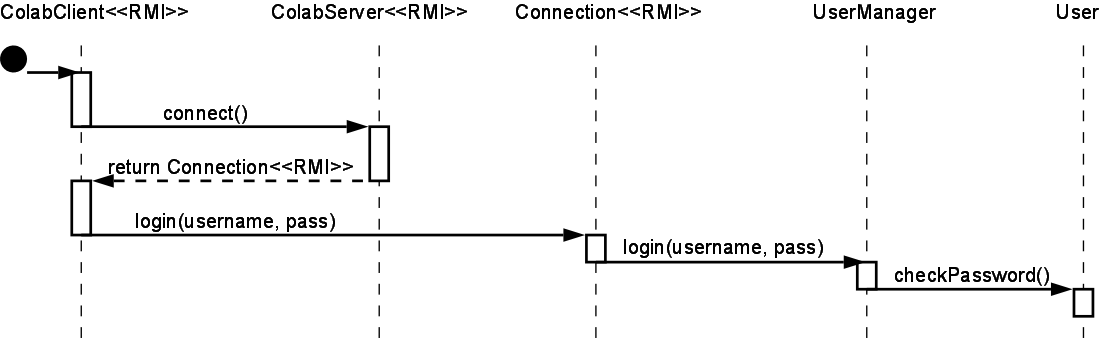 ColabClient<<RMI>> ColabServer<<RMI>> Connection<<RMI>> UserManager User
connect()
return Connection<<RMI>>
login(username, pass)
login(username, pass)
checkPassword()